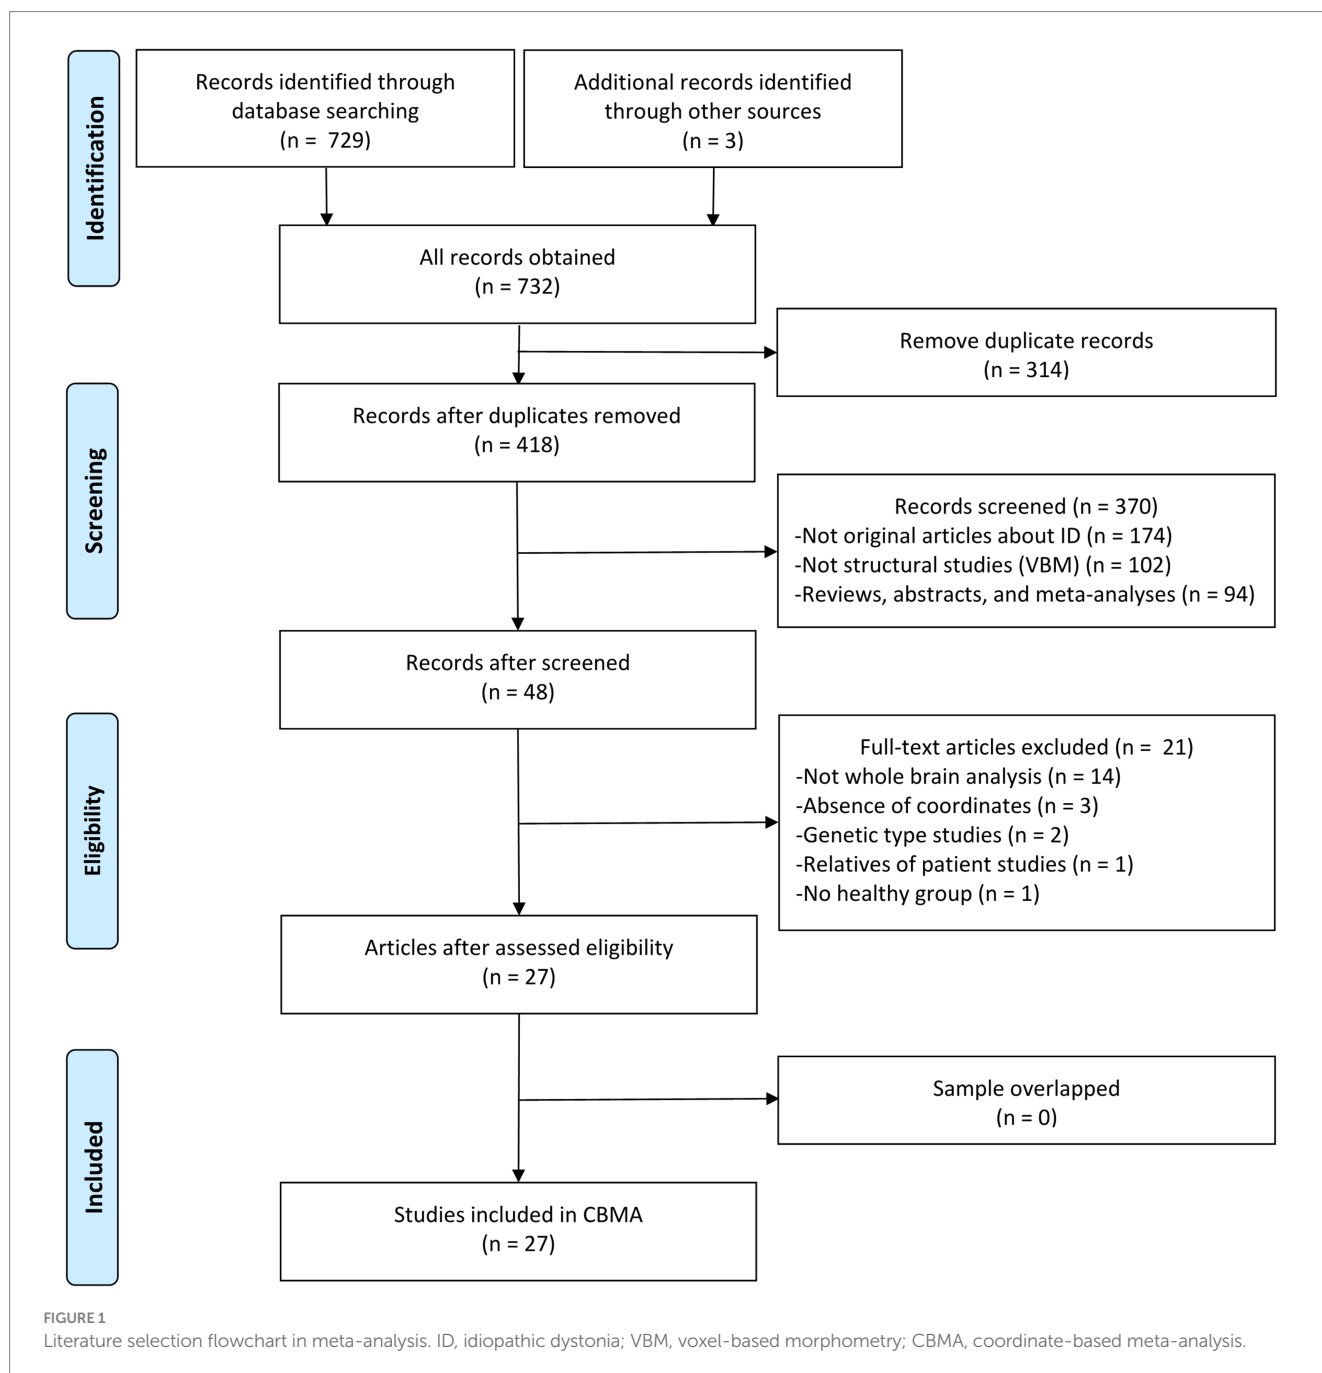 Identification
Records identified through
database searching
(n = 729)
Additional records identified
through other sources
(n = 3)
All records obtained
(n = 732)
Remove duplicate records
(n = 314)
Screening
Records after duplicates removed
(n = 418)
Records screened (n = 370)
-Not original articles about ID (n = 174)
-Not structural studies (VBM) (n = 102)
-Reviews, abstracts, and meta-analyses (n = 94)
Records after screened
(n = 48)
Eligibility
Full-text articles excluded (n = 21)
-Not whole brain analysis (n = 14)
-Absence of coordinates (n = 3)
-Genetic type studies (n = 2)
-Relatives of patient studies (n = 1)
-No healthy group (n = 1)
Articles after assessed eligibility
(n = 27)
Included
Sample overlapped
(n = 0)
Studies included in CBMA
(n = 27)
FIGURE 1
Literature selection flowchart in meta-analysis. ID, idiopathic dystonia; VBM, voxel-based morphometry; CBMA, coordinate-based meta-analysis.